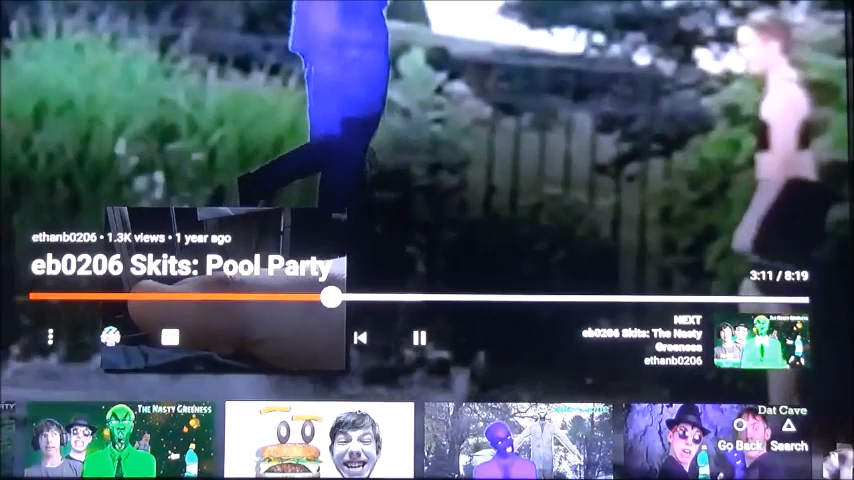 ethanb0206 • 1.3K views • 1 year ago
eb0206 Skits: Pool Party
3:11 / 8:19
NEXT
eb0206 Skits: The Nasty
Greeness
ethanb0206
THE NASTY GREENESS
Dat Cave
Go Back
Search